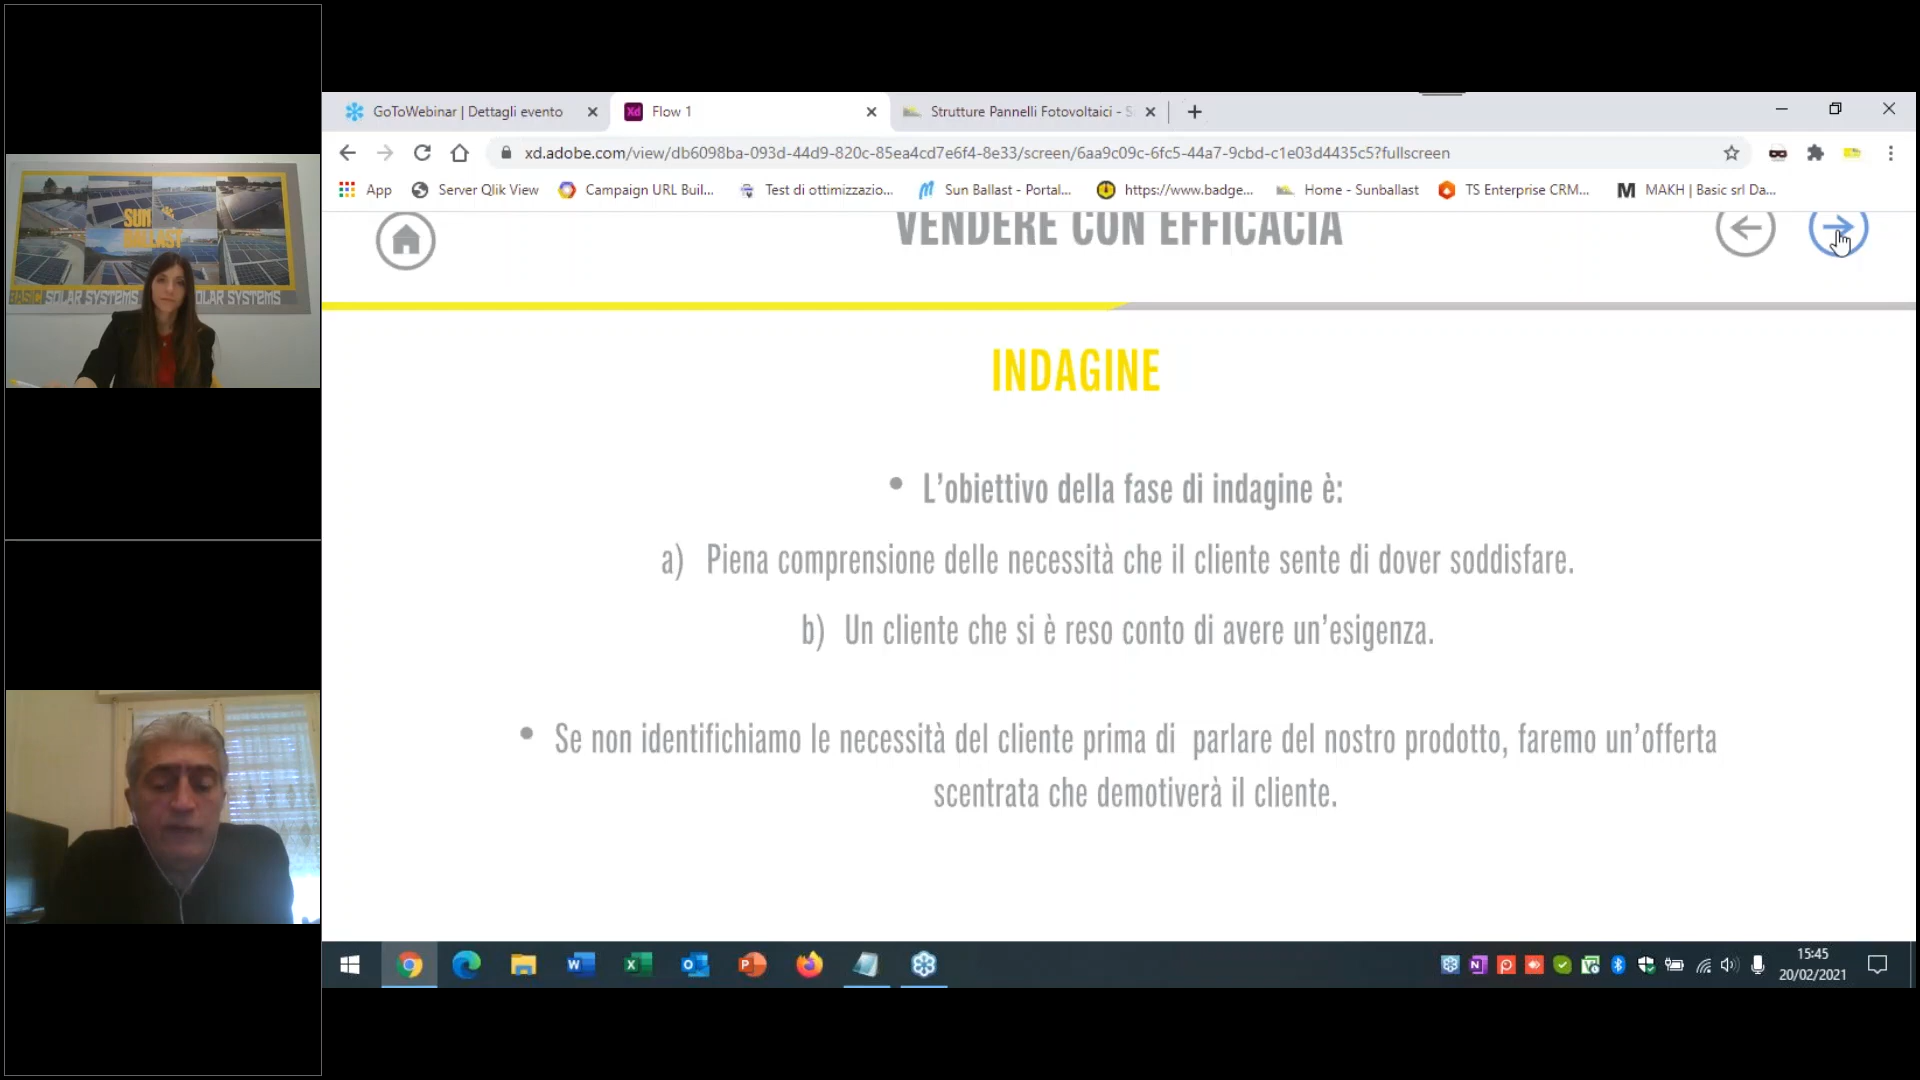 GoToWebinar | Dettagli evento
Flow 1
Strutture Pannelli Fotovoltaici - S
xd.adobe.com/view/db6098ba-093d-44d9-820c-85ea4cd7e6f4-8e33/screen/6aa9c09c-6fc5-44a7-9cbd-c1e03d4435c5?fullscreen
App
Server Qlik View
Campaign URL Buil...
Test di ottimizzazio...
Sun Ballast - Portal...
https://www.badge...
Home - Sunballast
TS Enterprise CRM...
MAKH | Basic srl Da...
VENDERE CON EFFICACIA
SUN
BALLAST
BASIC SOLAR SYSTEMS
OLAR SYSTEMS
INDAGINE
• L'obiettivo della fase di indagine è:
a) Piena comprensione delle necessità che il cliente sente di dover soddisfare.
b) Un cliente che si è reso conto di avere un'esigenza.
• Se non identifichiamo le necessità del cliente prima di parlare del nostro prodotto, faremo un'offerta
scentrata che demotiverà il cliente.
15:45
20/02/2021